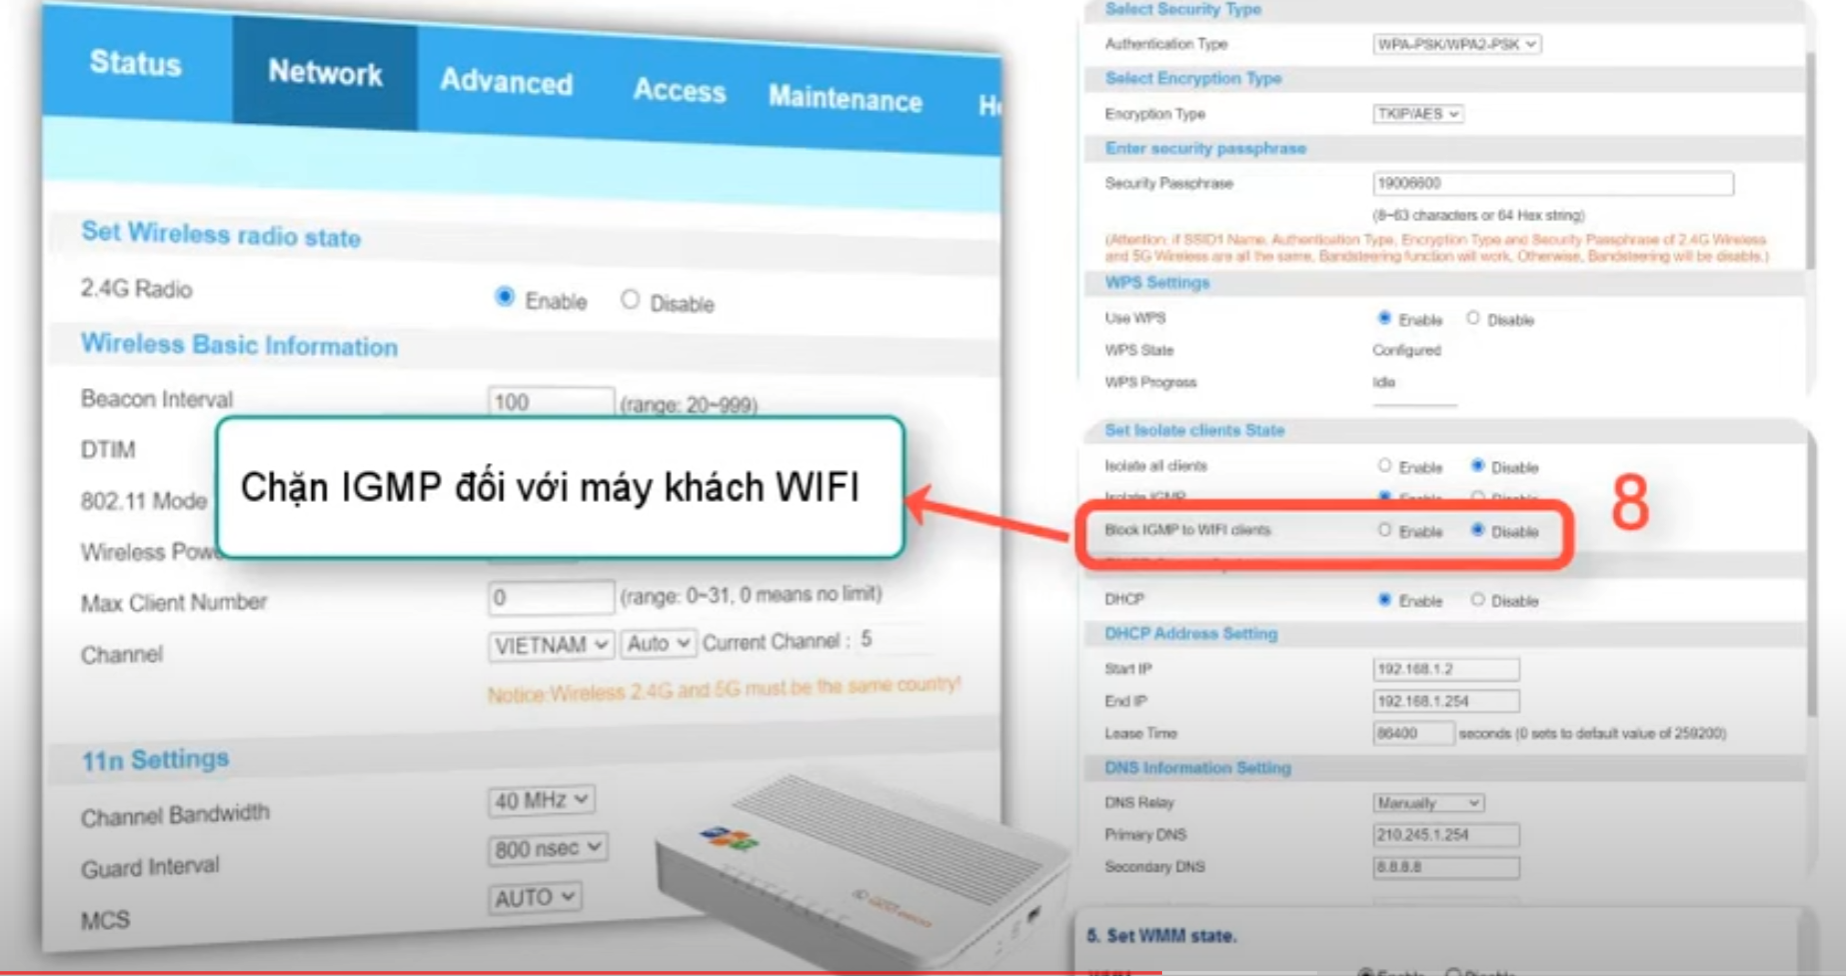 Status Network Advanced Access Maintenance
Set Wireless radio state
2.4G Radio Enable Disable
Wireless Basic Information
Beacon Interval 100 (range: 20~999)
DTIM
802.11 Mode
Chặn IGMP đối với máy khách WIFI
Wireless
Max Client Number 0 (range: 0~31, 0 means no limit)
Channel VIETNAM Auto Current Channel : 5
Notice:Wireless 2.4G and 5G must be the same country!
11n Settings
Channel Bandwidth 40 MHz
Guard Interval 800 nsec
MCS AUTO
Select Security Type
Authentication Type WPA-PSK/WPA2-PSK
Select Encryption Type
Encryption Type TKIP/AES
Enter security passphrase
Security Passphrase 19006600
(8~63 characters or 64 Hex string)
(Attention: if SSID1 Name, Authentication Type, Encryption Type and Security Passphrase of 2.4G Wireless
and 5G Wireless are all the same, Bandsteering function will work, Otherwise, Bandsteering will be disable.)
WPS Settings
Use WPS Enable Disable
WPS State Configured
WPS Progress Idle
Set Isolate clients State
Isolate all clients Enable Disable
Isolate IGMP Enable Disable
Block IGMP to WIFI clients Enable Disable
8
DHCP Enable Disable
DHCP Address Setting
Start IP 192.168.1.2
End IP 192.168.1.254
Lease Time 86400 seconds (0 sets to default value of 259200)
DNS Information Setting
DNS Relay Manually
Primary DNS 210.245.1.254
Secondary DNS 8.8.8.8
5. Set WMM state.
Enable Disable